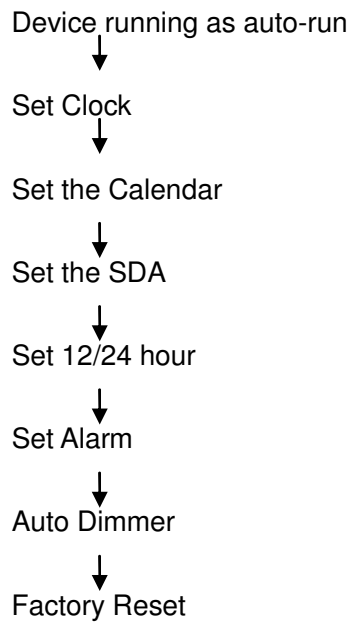 Device running as auto-run
Set Clock
Set the Calendar
Set the SDA
Set 12/24 hour
Set Alarm
Auto Dimmer
Factory Reset